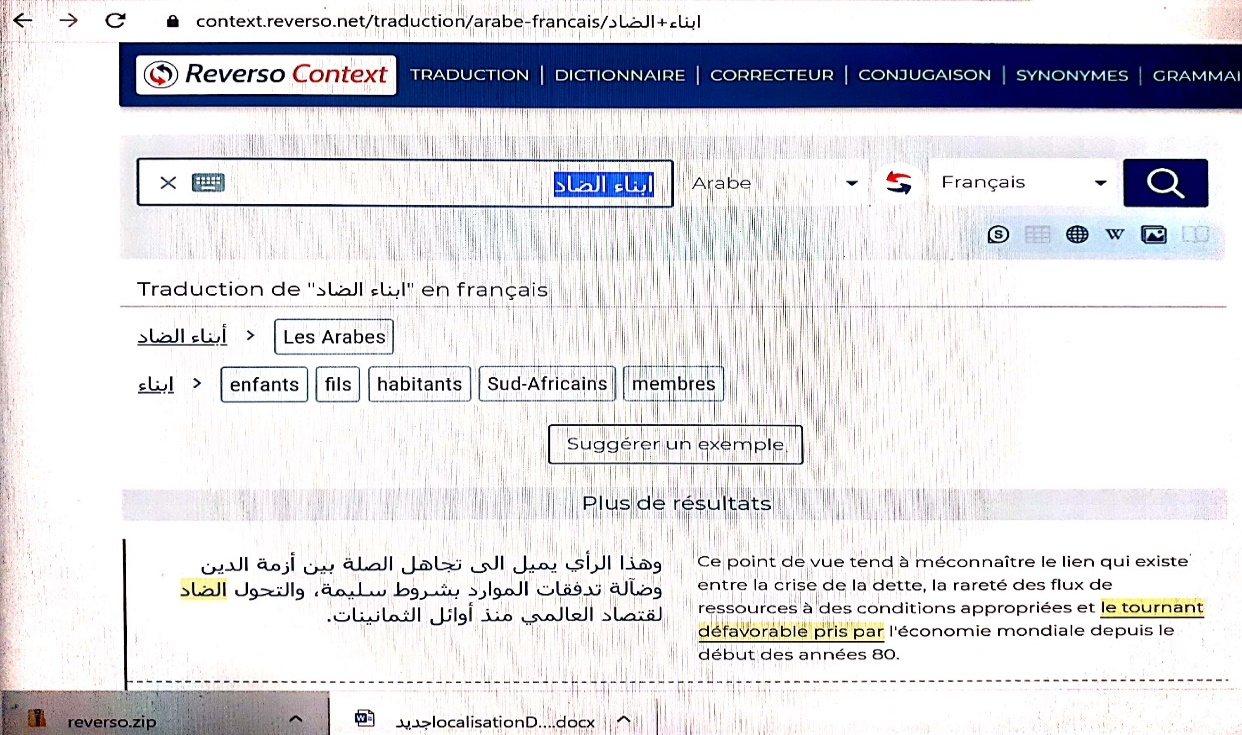 context.reverso.net/traduction/arabe-francais/ابناء+الضاد
Reverso Context TRADUCTION | DICTIONNAIRE | CORRECTEUR | CONJUGAISON | SYNONYMES | GRAMMAI
ابناء الضاد Arabe Français
Traduction de "ابناء الضاد" en français
أبناء الضاد > Les Arabes
ابناء > enfants fils habitants Sud-Africains membres
Suggérer un exemple
Plus de résultats
وهذا الرأي يميل الى تجاهل الصلة بين أزمة الدين
وضآلة تدفقات الموارد بشروط سليمة، والتحول الضاد
لقتصاد العالمي منذ أوائل الثمانينات.
Ce point de vue tend à méconnaître le lien qui existe
entre la crise de la dette, la rareté des flux de
ressources à des conditions appropriées et le tournant
défavorable pris par l'économie mondiale depuis le
début des années 80.
reverso.zip جديدlocalisationD....docx